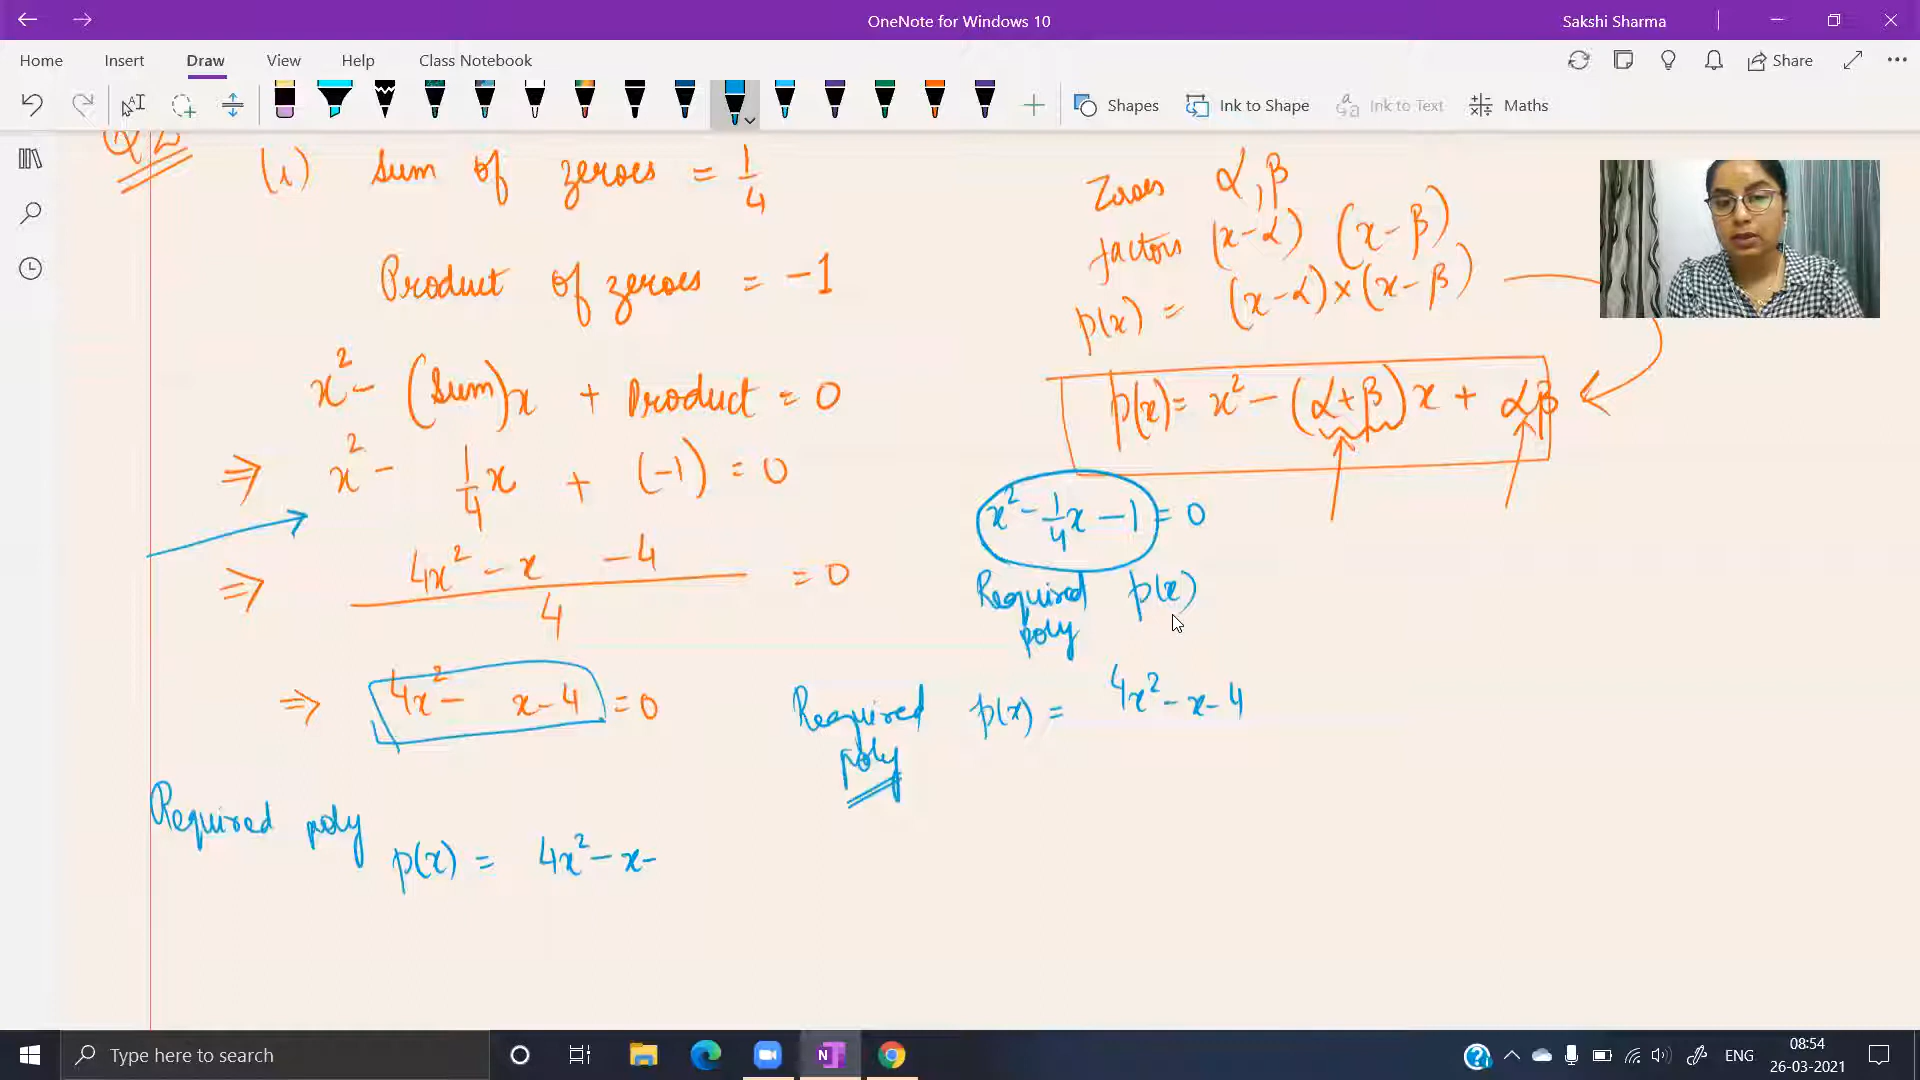 OneNote for Windows 10
Sakshi Sharma
Home Insert Draw View Help Class Notebook
Share
Shapes Ink to Shape Ink to Text Maths
Q2
(i) Sum of zeroes = 1/4
Product of zeroes = -1
x² - (Sum)x + Product = 0
⇒ x² - 1/4 x + (-1) = 0
⇒ 4x² - x - 4 / 4 = 0
⇒ 4x² - x - 4 = 0
Required poly
p(x) = 4x² - x -
Zeroes α, β
factors (x-α) (x-β)
p(x) = (x-α)×(x-β)
p(x) = x² - (α+β)x + αβ
x² - 1/4 x - 1 = 0
Required p(x)
poly
Required p(x) = 4x² - x - 4
poly
Type here to search
ENG
08:54
26-03-2021